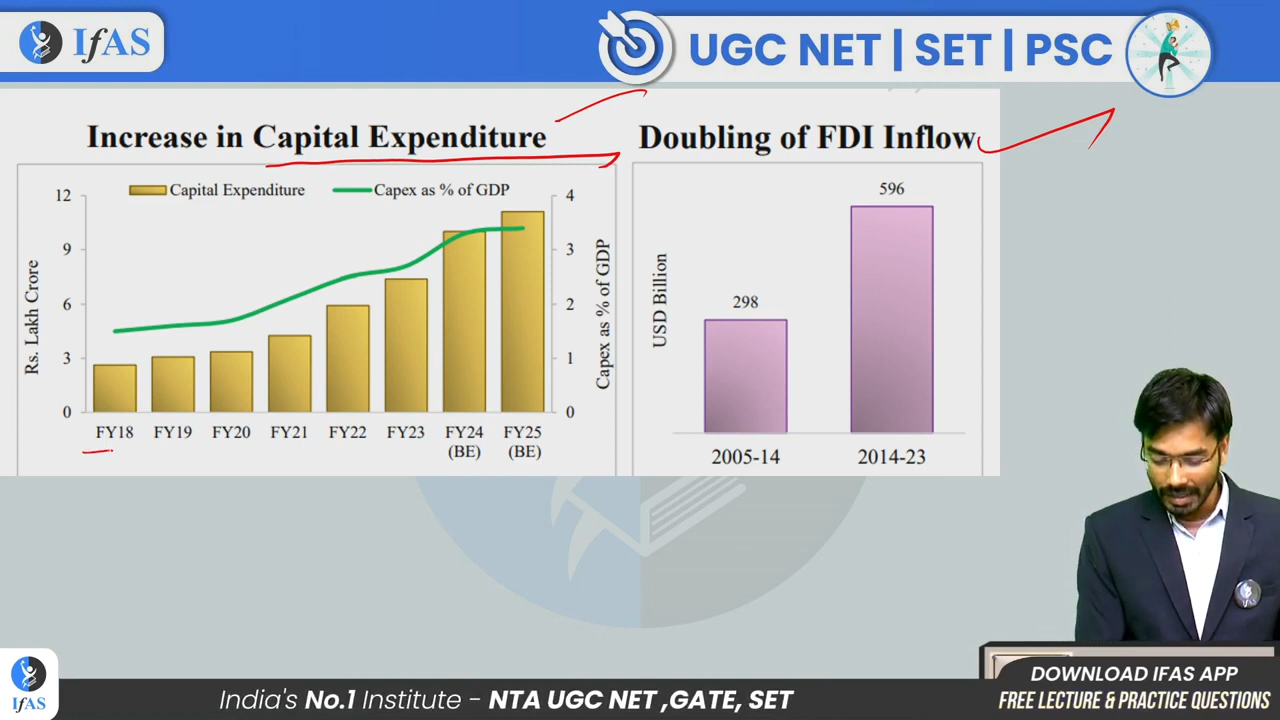 IfAS
UGC NET | SET | PSC
Increase in Capital Expenditure
Capital Expenditure
Capex as % of GDP
Rs. Lakh Crore
12
9
6
3
0
4
3
2
1
0
Capex as % of GDP
FY18 FY19 FY20 FY21 FY22 FY23 FY24 FY25
(BE) (BE)
Doubling of FDI Inflow
USD Billion
298
596
2005-14 2014-23
IfAS
India's No.1 Institute - NTA UGC NET ,GATE, SET
DOWNLOAD IFAS APP
FREE LECTURE & PRACTICE QUESTIONS